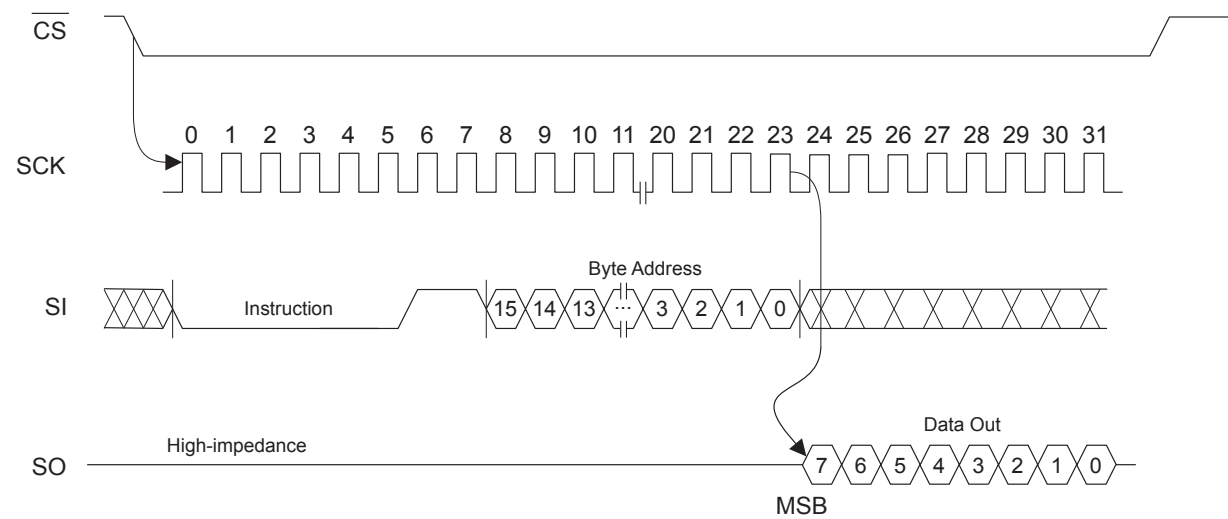 CS
0 1 2 3 4 5 6 7 8 9 10 11 20 21 22 23 24 25 26 27 28 29 30 31
SCK
Byte Address
SI
Instruction
15 14 13 ... 3 2 1 0
Data Out
High-impedance
SO
7 6 5 4 3 2 1 0
MSB